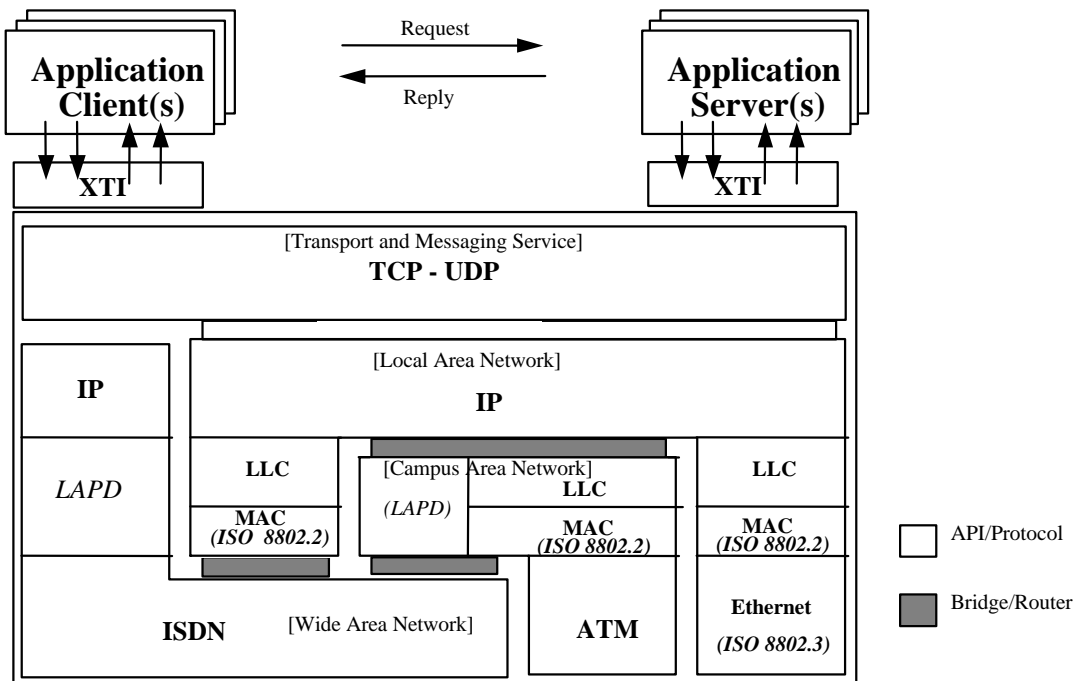 Request
Reply
Application
Client(s)
Application
Server(s)
XTI
XTI
[Transport and Messaging Service]
TCP - UDP
[Local Area Network]
IP
IP
LAPD
LLC
MAC
(ISO 8802.2)
[Campus Area Network]
(LAPD)
LLC
MAC
(ISO 8802.2)
LLC
MAC
(ISO 8802.2)
ISDN
[Wide Area Network]
ATM
Ethernet
(ISO 8802.3)
API/Protocol
Bridge/Router